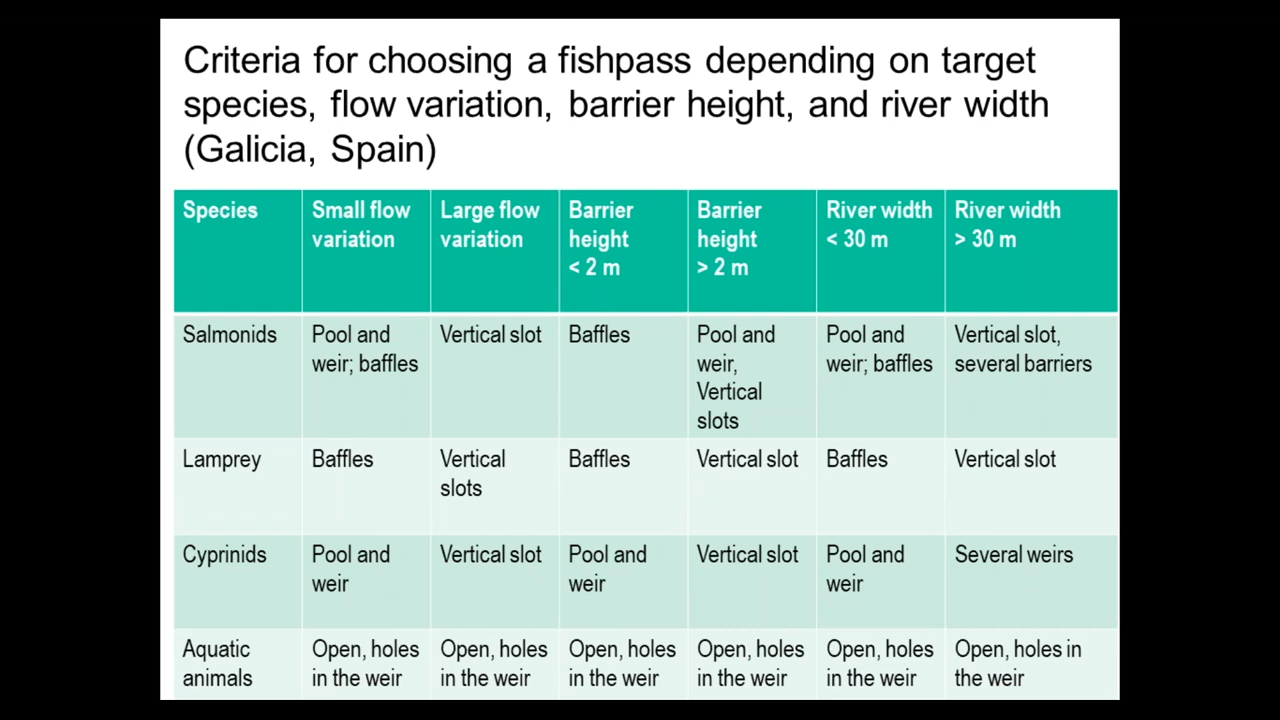 Criteria for choosing a fishpass depending on target
species, flow variation, barrier height, and river width
(Galicia, Spain)
Species
Small flow
variation
Large flow
variation
Barrier
height
< 2 m
Barrier
height
> 2 m
River width
< 30 m
River width
> 30 m
Salmonids
Pool and
weir; baffles
Vertical slot
Baffles
Pool and
weir,
Vertical
slots
Pool and
weir; baffles
Vertical slot,
several barriers
Lamprey
Baffles
Vertical
slots
Baffles
Vertical slot
Baffles
Vertical slot
Cyprinids
Pool and
weir
Vertical slot
Pool and
weir
Vertical slot
Pool and
weir
Several weirs
Aquatic
animals
Open, holes
in the weir
Open, holes
in the weir
Open, holes
in the weir
Open, holes
in the weir
Open, holes
in the weir
Open, holes in
the weir